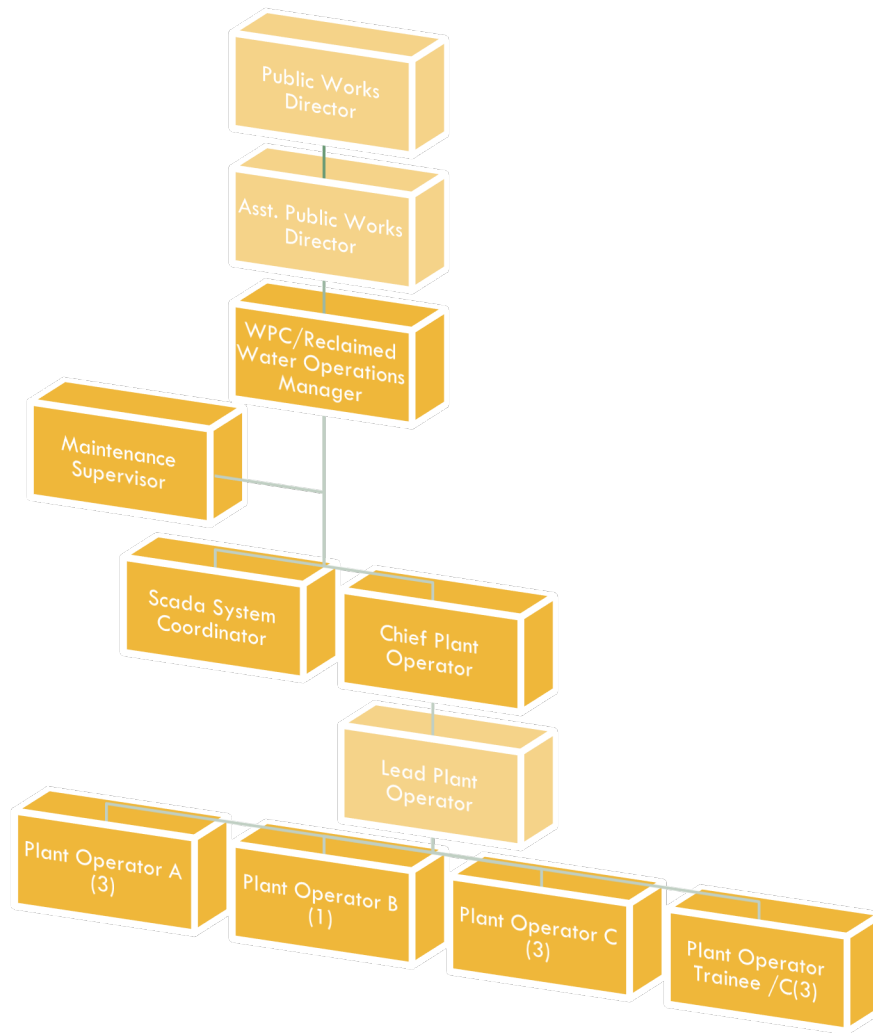 Public Works
Director
Asst. Public Works
Director
WPC/Reclaimed
Water Operations
Manager
Maintenance
Supervisor
Scada System
Coordinator
Chief Plant
Operator
Lead Plant
Operator
Plant Operator A
(3)
Plant Operator B
(1)
Plant Operator C
(3)
Plant Operator
Trainee /C(3)